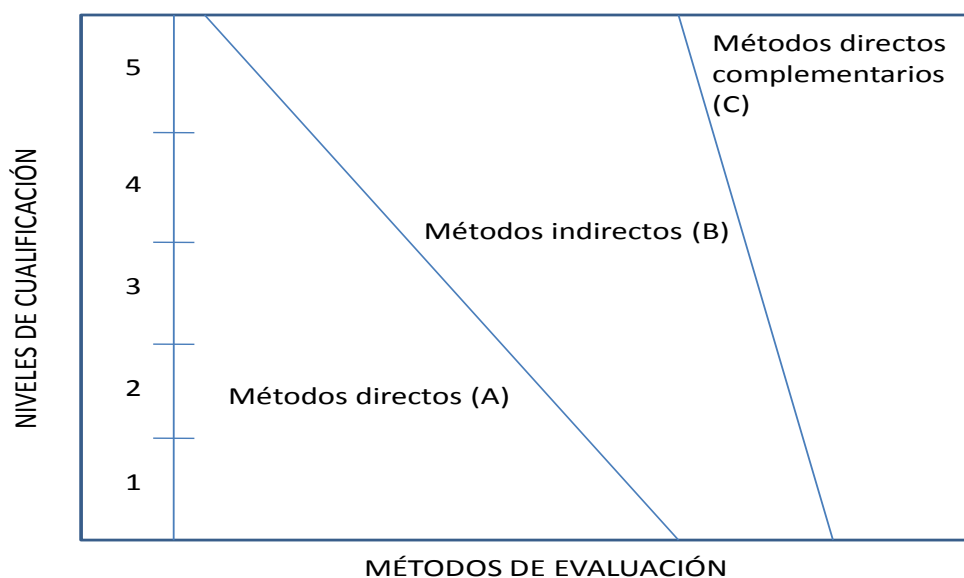 NIVELES DE CUALIFICACIÓN
5
4
3
2
1
Métodos directos
complementarios
(C)
Métodos indirectos (B)
Métodos directos (A)
MÉTODOS DE EVALUACIÓN